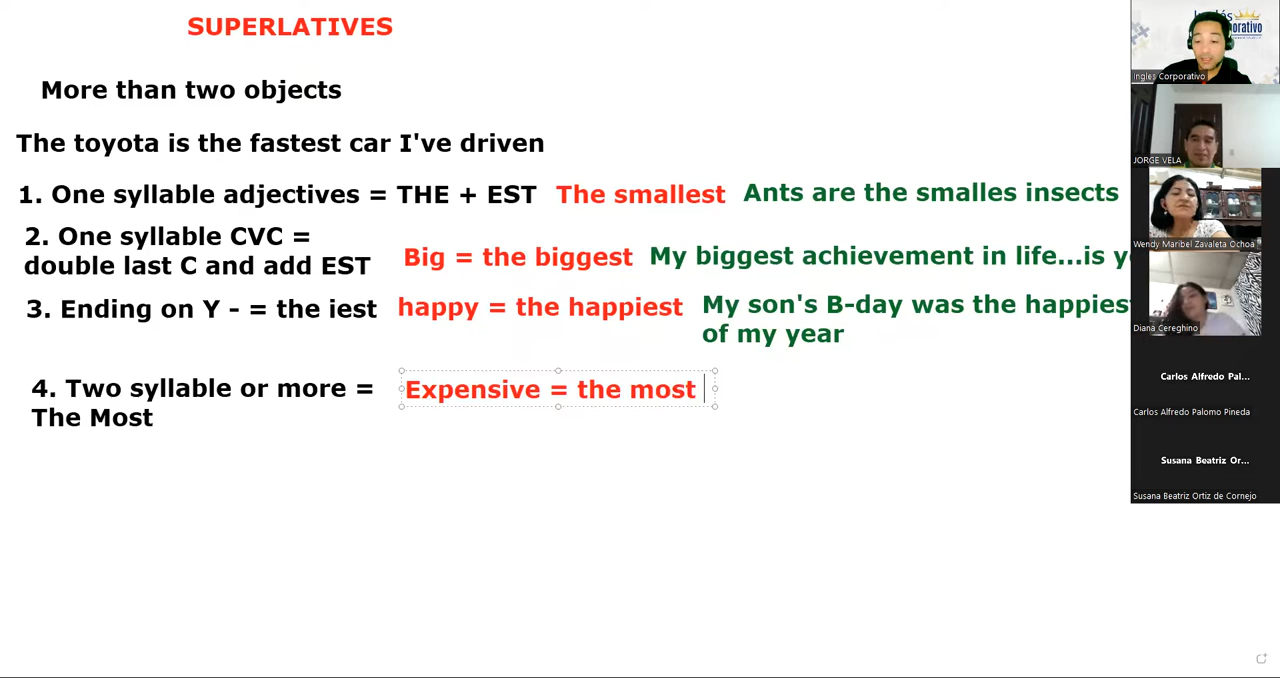 SUPERLATIVES
More than two objects
The toyota is the fastest car I've driven
1. One syllable adjectives = THE + EST The smallest Ants are the smalles insects
2. One syllable CVC =
double last C and add EST Big = the biggest My biggest achievement in life...is
3. Ending on Y - = the iest happy = the happiest My son's B-day was the
of my year
4. Two syllable or more =
The Most
Expensive = the most
Inglés Corporativo
JORGE VELA
Wendy Maribel Zavaleta Ochoa
Diana Cereghino
Carlos Alfredo Pal...
Carlos Alfredo Palomo Pineda
Susana Beatriz Or...
Susana Beatriz Ortiz de Cornejo